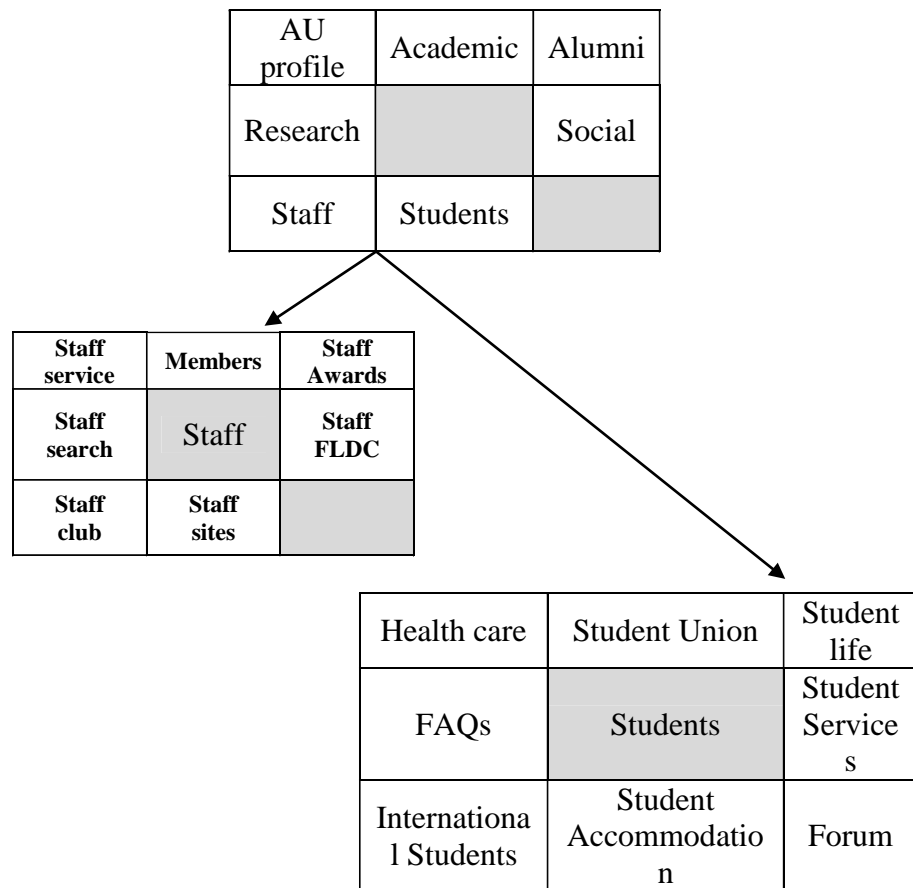 AU
profile
Academic
Alumni
Research
Social
Staff
Students
Staff
service
Members
Staff
Awards
Staff
search
Staff
Staff
FLDC
Staff
club
Staff
sites
Health care
Student Union
Student
life
FAQs
Students
Student
Service
s
Internationa
l Students
Student
Accommodatio
n
Forum